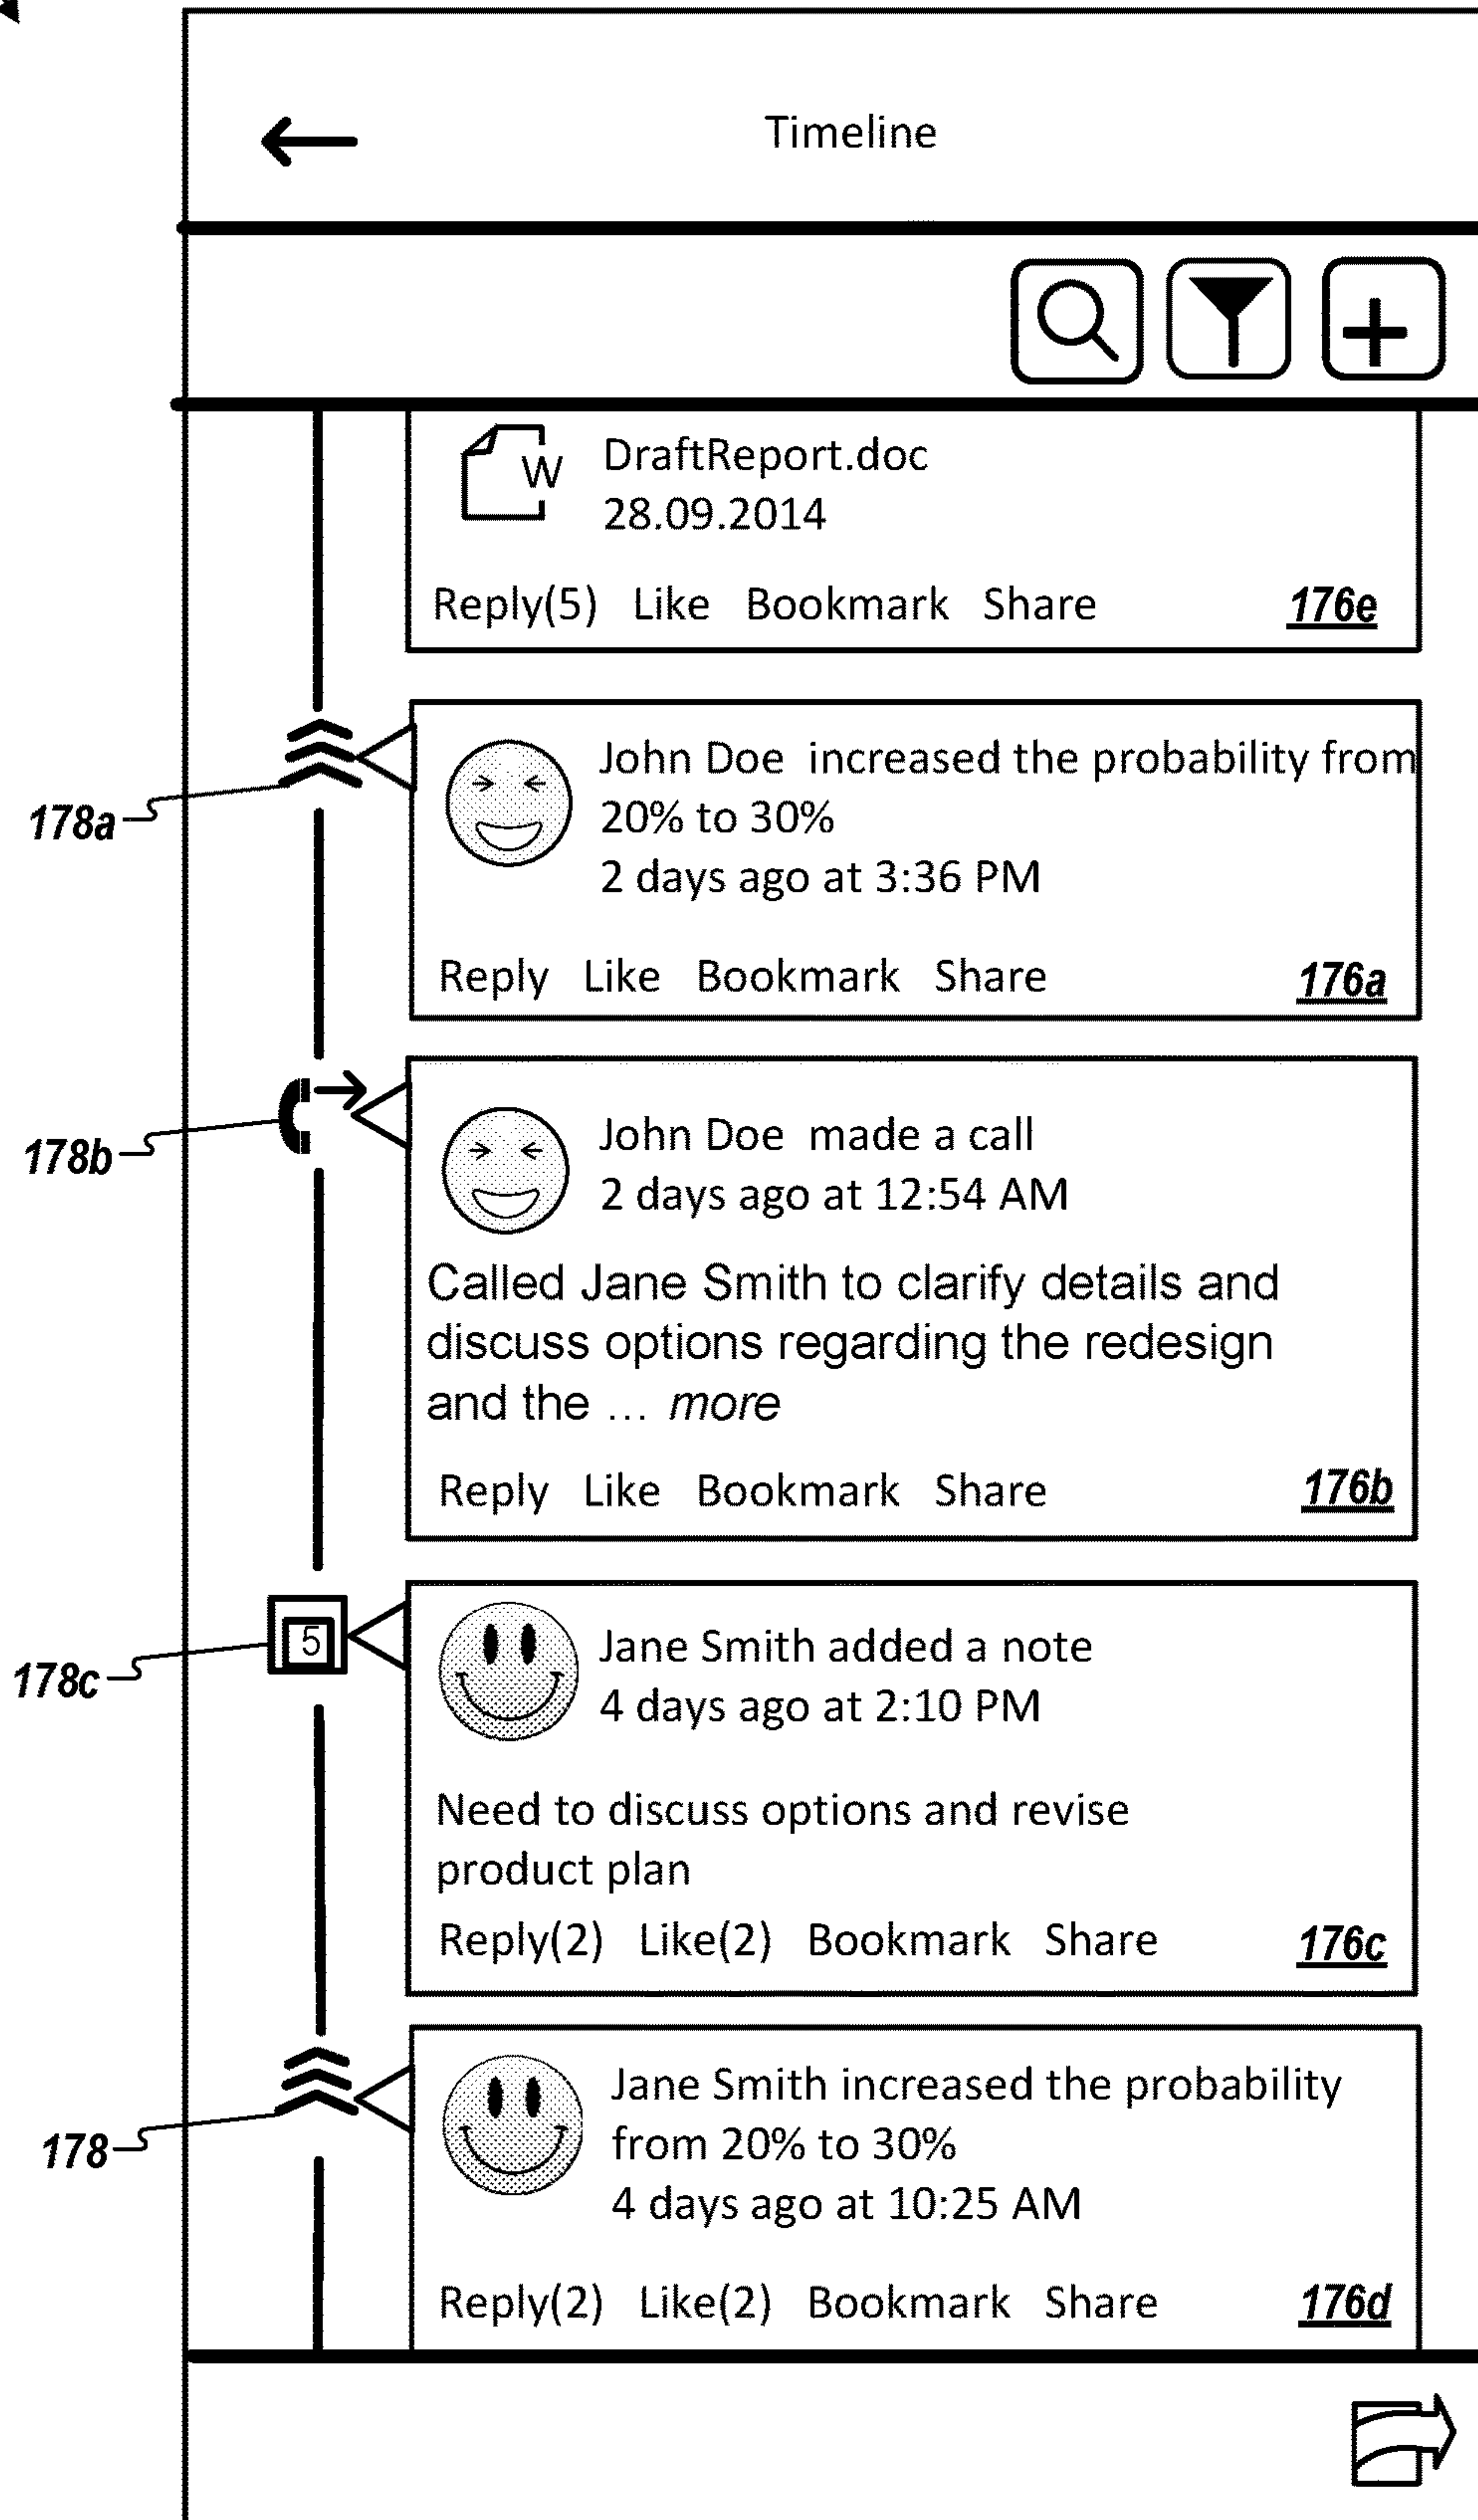 Timeline
W
DraftReport.doc
28.09.2014
Reply(5) Like Bookmark Share 176e
John Doe increased the probability from
20% to 30%
2 days ago at 3:36 PM
178a
Reply Like Bookmark Share 176a
John Doe made a call
178b
2 days ago at 12:54 AM
Called Jane Smith to clarify details and
discuss options regarding the redesign
and the ... more
Reply Like Bookmark Share 176b
5
Jane Smith added a note
178c
4 days ago at 2:10 PM
Need to discuss options and revise
product plan
Reply(2) Like(2) Bookmark Share 176c
Jane Smith increased the probability
from 20% to 30%
178
4 days ago at 10:25 AM
Reply(2) Like(2) Bookmark Share 176d